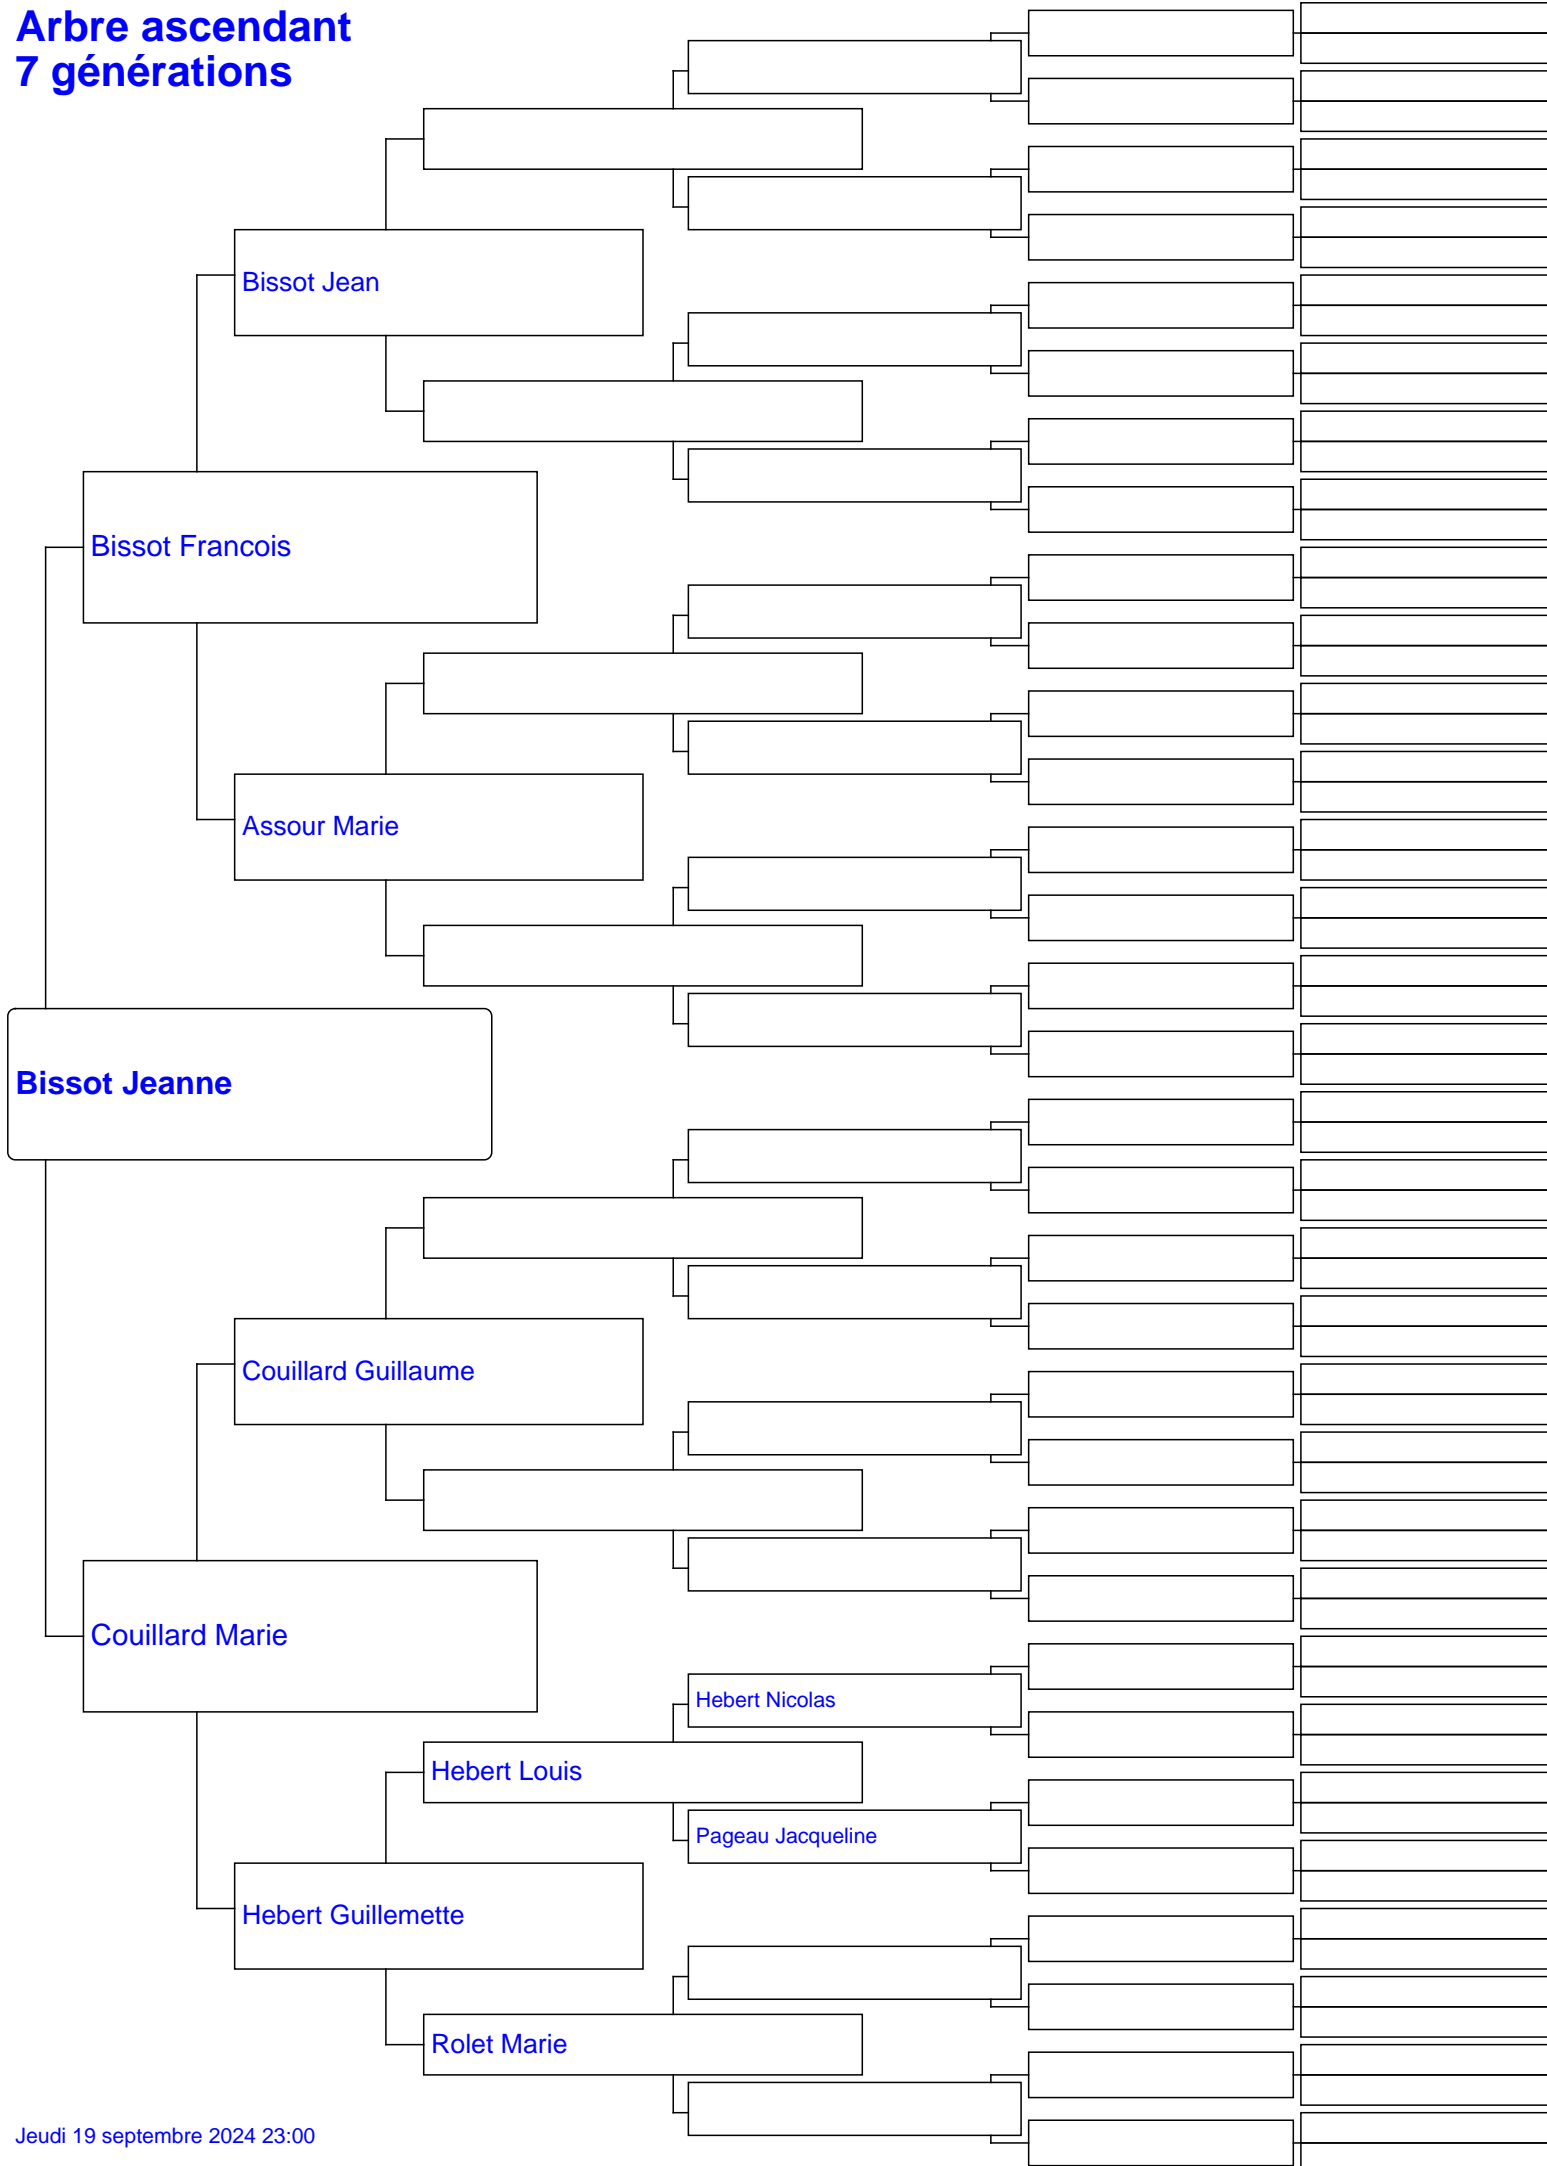 Arbre ascendant
7 générations
Bissot Jean
Bissot Francois
Assour Marie
Bissot Jeanne
Couillard Guillaume
Couillard Marie
Hebert Nicolas
Hebert Louis
Pageau Jacqueline
Hebert Guillemette
Rolet Marie
Jeudi 19 septembre 2024 23:00